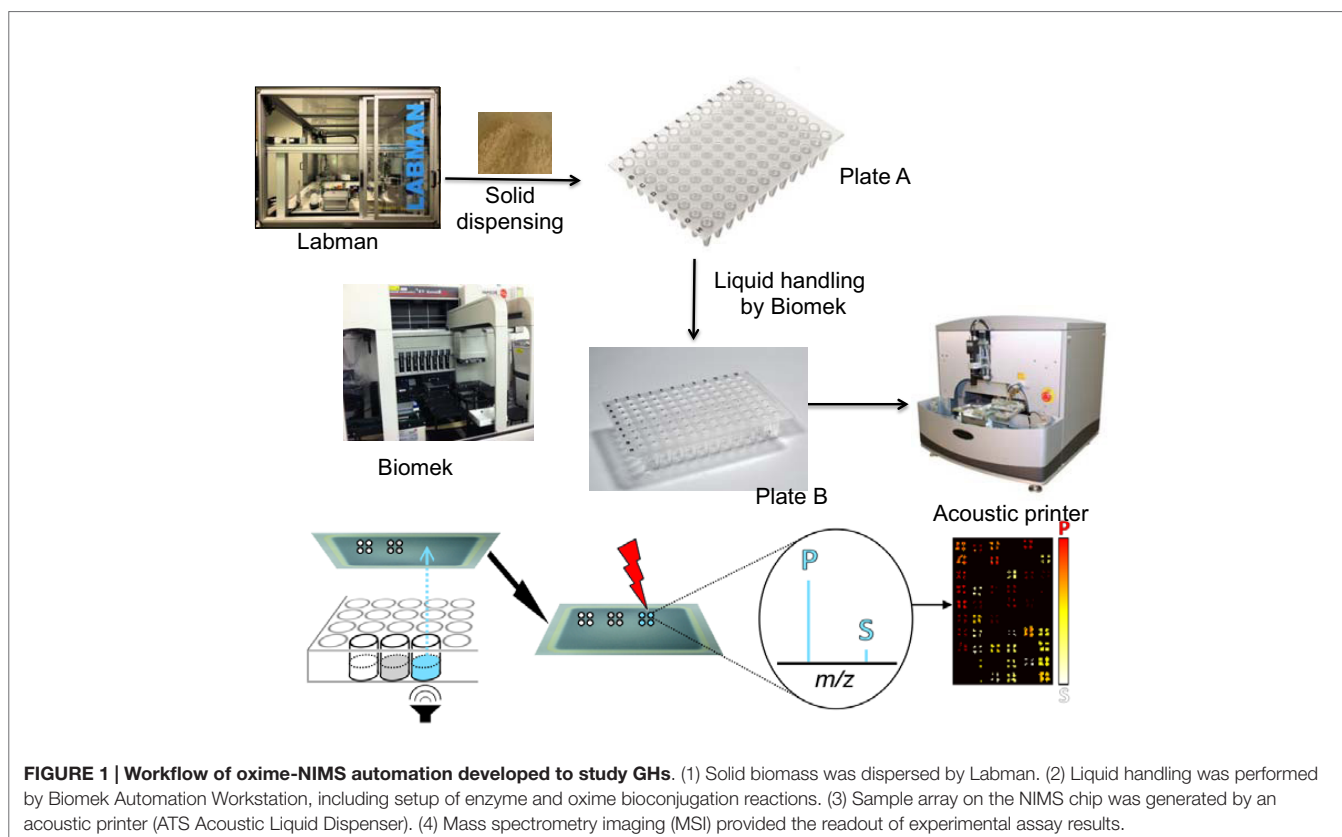 LABMAN
Labman
Solid
dispensing
Plate A
Liquid handling
by Biomek
Biomek
Plate B
Acoustic printer
P
S
m/z
P
S
FIGURE 1 | Workflow of oxime-NIMS automation developed to study GHs. (1) Solid biomass was dispersed by Labman. (2) Liquid handling was performed
by Biomek Automation Workstation, including setup of enzyme and oxime bioconjugation reactions. (3) Sample array on the NIMS chip was generated by an
acoustic printer (ATS Acoustic Liquid Dispenser). (4) Mass spectrometry imaging (MSI) provided the readout of experimental assay results.